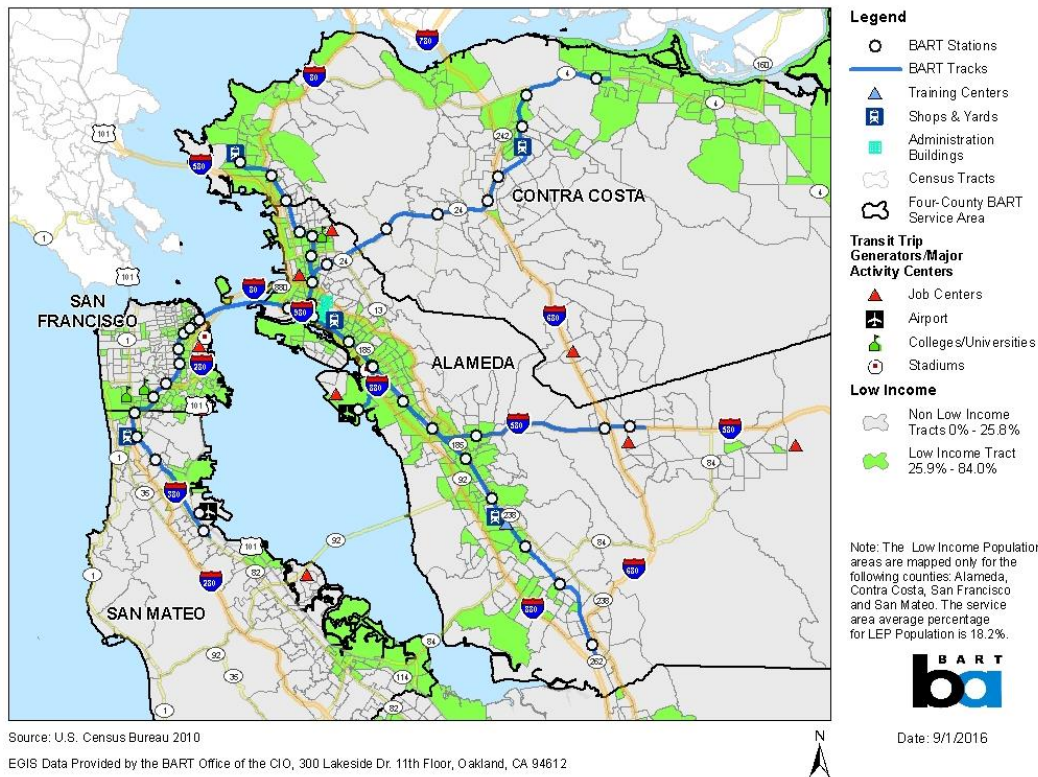 780
80
160
4
101
4
242
580
CONTRA COSTA
4
24
1
101
24
80
880
SAN
FRANCISCO
980
13
680
1
185
ALAMEDA
280
880
101
580
580
185
84
1
92
35
380
238
101
92
84
82
680
280
SAN MATEO
880
238
84
92
262
35
114
1
82
Legend
BART Stations
BART Tracks
Training Centers
Shops & Yards
Administration
Buildings
Census Tracts
Four-County BART
Service Area
Transit Trip
Generators/Major
Activity Centers
Job Centers
Airport
Colleges/Universities
Stadiums
Low Income
Non Low Income
Tracts 0% - 25.8%
Low Income Tract
25.9% - 84.0%
Note: The Low Income Population
areas are mapped only for the
following counties: Alameda,
Contra Costa, San Francisco
and San Mateo. The service
area average percentage
for LEP Population is 18.2%.
BART
ba
Date: 9/1/2016
N
Source: U.S. Census Bureau 2010
EGIS Data Provided by the BART Office of the CIO, 300 Lakeside Dr. 11th Floor, Oakland, CA 94612